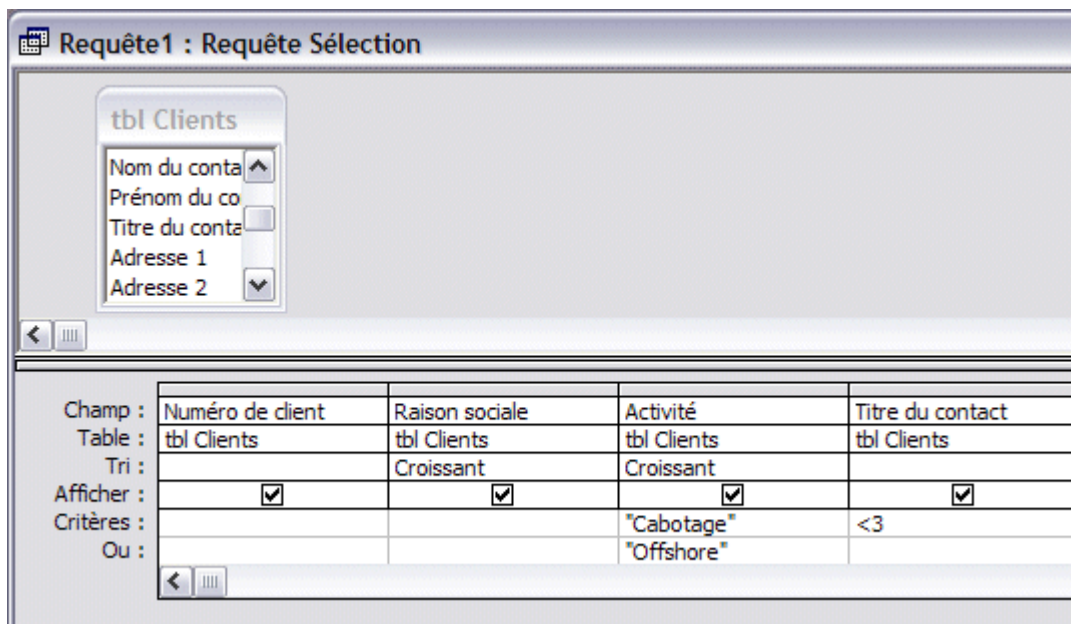 Requête1 : Requête Sélection
tbl Clients
Nom du conta
Prénom du co
Titre du conta
Adresse 1
Adresse 2
Champ : Numéro de client Raison sociale Activité Titre du contact
Table : tbl Clients tbl Clients tbl Clients tbl Clients
Tri : Croissant Croissant
Afficher :
Critères : "Cabotage" <3
Ou : "Offshore"